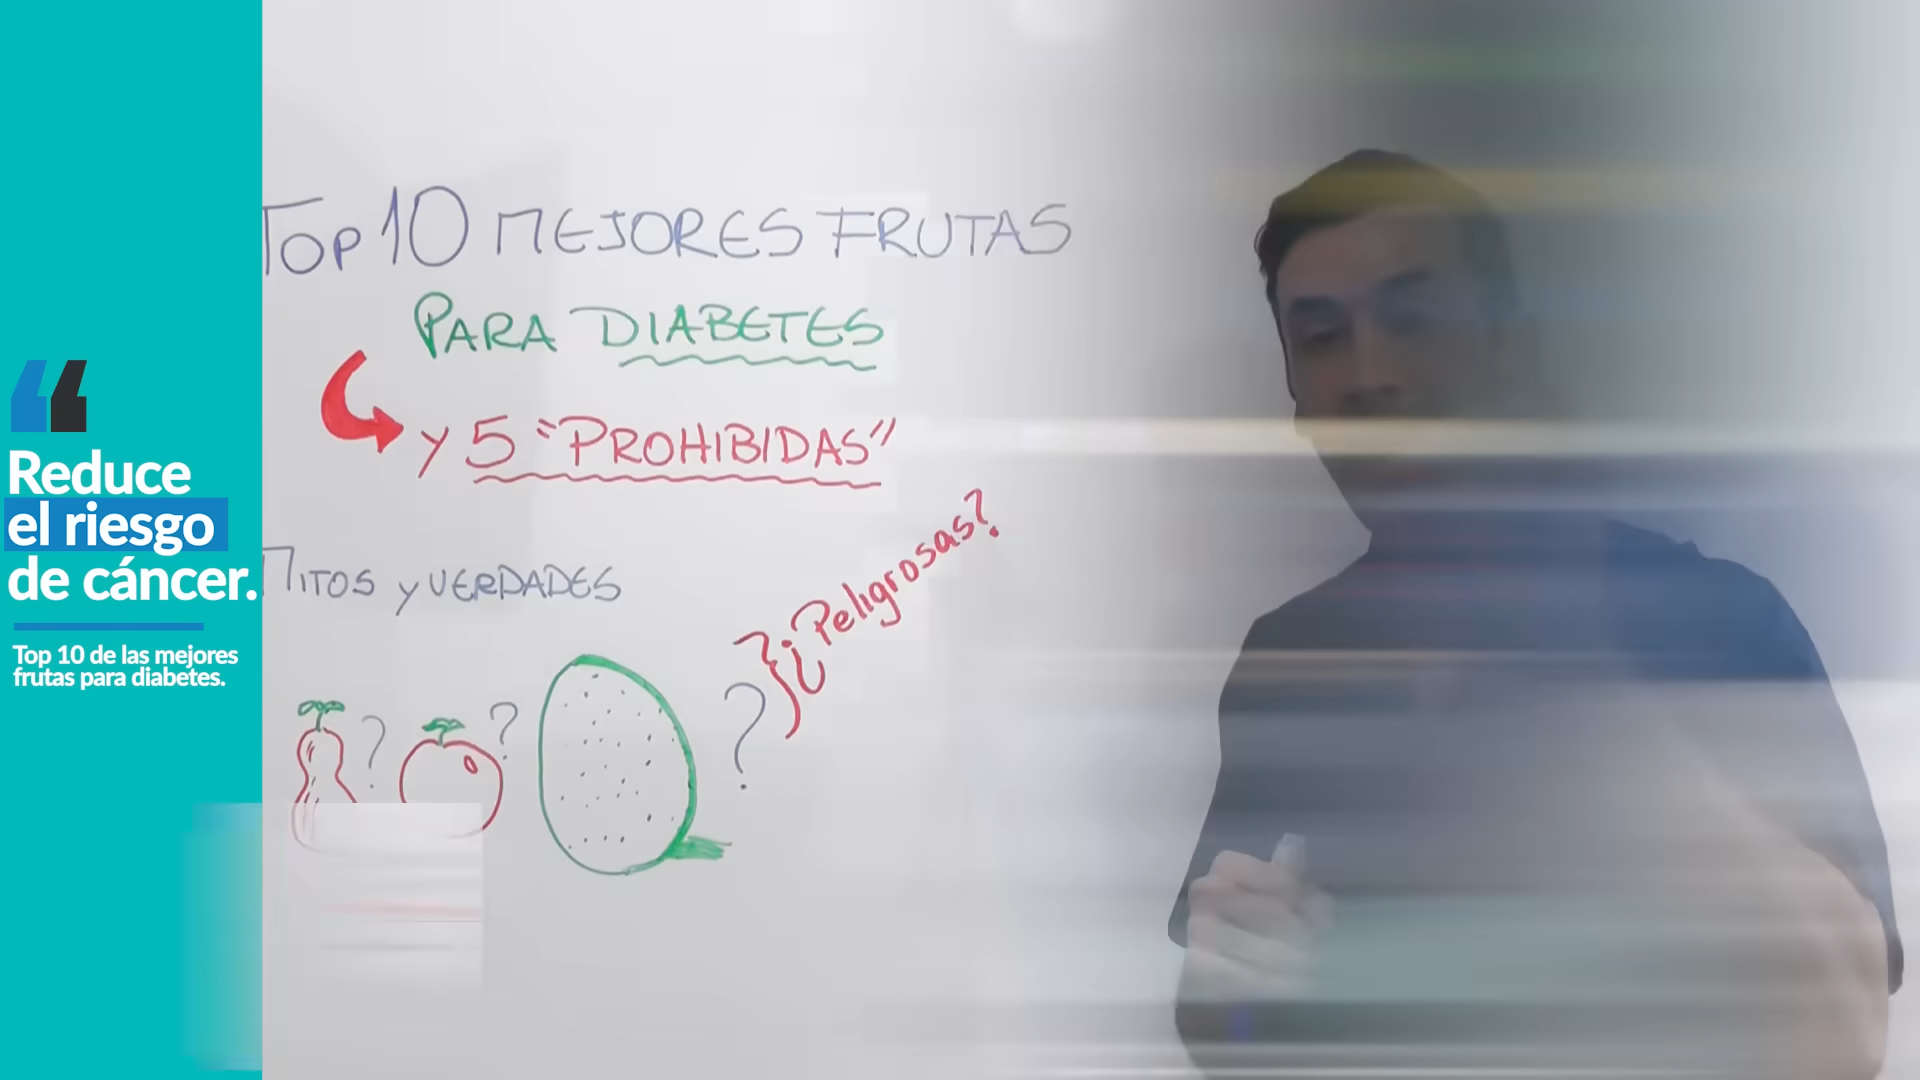 Reduce
el riesgo
de cáncer.
Top 10 de las mejores
frutas para diabetes.
TOP 10 MEJORES FRUTAS
PARA DIABETES
Y 5 "PROHIBIDAS"
MITOS Y VERDADES
¿Peligrosas?
? ? ?